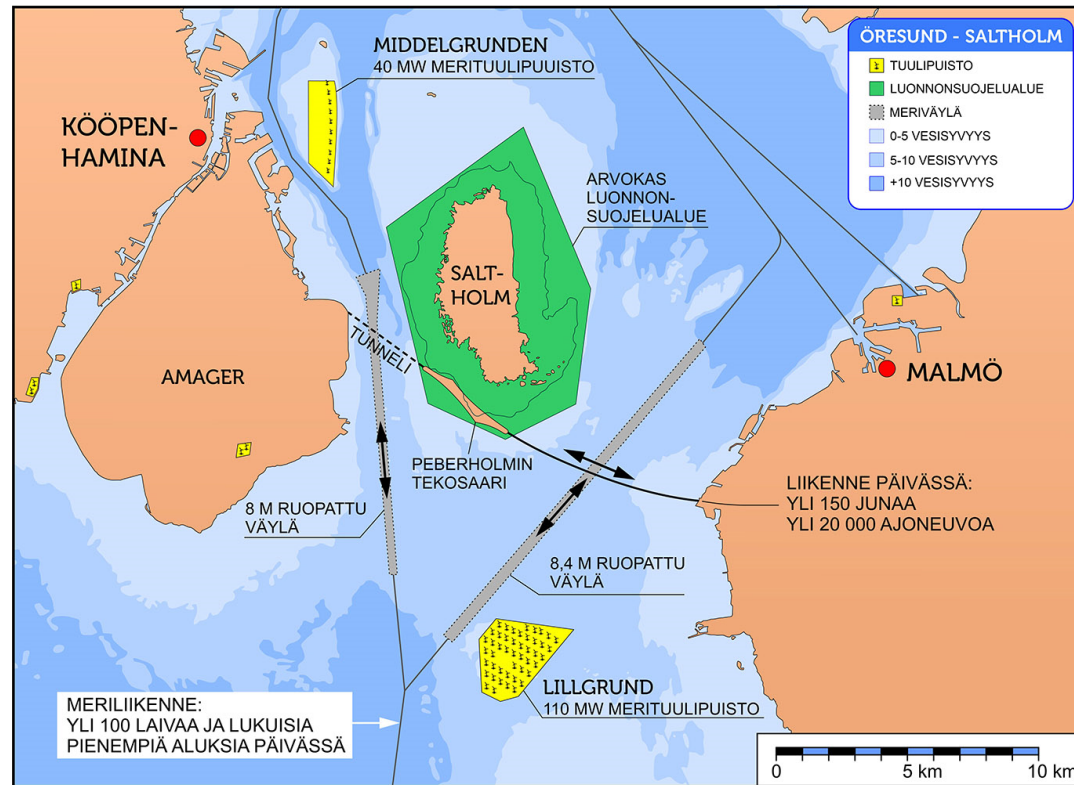 MIDDELGRUNDEN
40 MW MERITUULIPUUISTO
ÖRESUND - SALTHOLM
TUULIPUISTO
LUONNONSUOJELUALUE
MERIVÄYLÄ
0-5 VESISYVYYS
5-10 VESISYVYYS
+10 VESISYVYYS
KÖÖPEN-
HAMINA
ARVOKAS
LUONNON-
SUOJELUALUE
SALT-
HOLM
TUNNELI
AMAGER
MALMÖ
PEBERHOLMIN
TEKOSAARI
LIIKENNE PÄIVÄSSÄ:
YLI 150 JUNAA
YLI 20 000 AJONEUVOA
8 M RUOPATTU
VÄYLÄ
8,4 M RUOPATTU
VÄYLÄ
LILLGRUND
110 MW MERITUULIPUISTO
MERILIIKENNE:
YLI 100 LAIVAA JA LUKUISIA
PIENEMPIÄ ALUKSIA PÄIVÄSSÄ
0 5 km 10 km